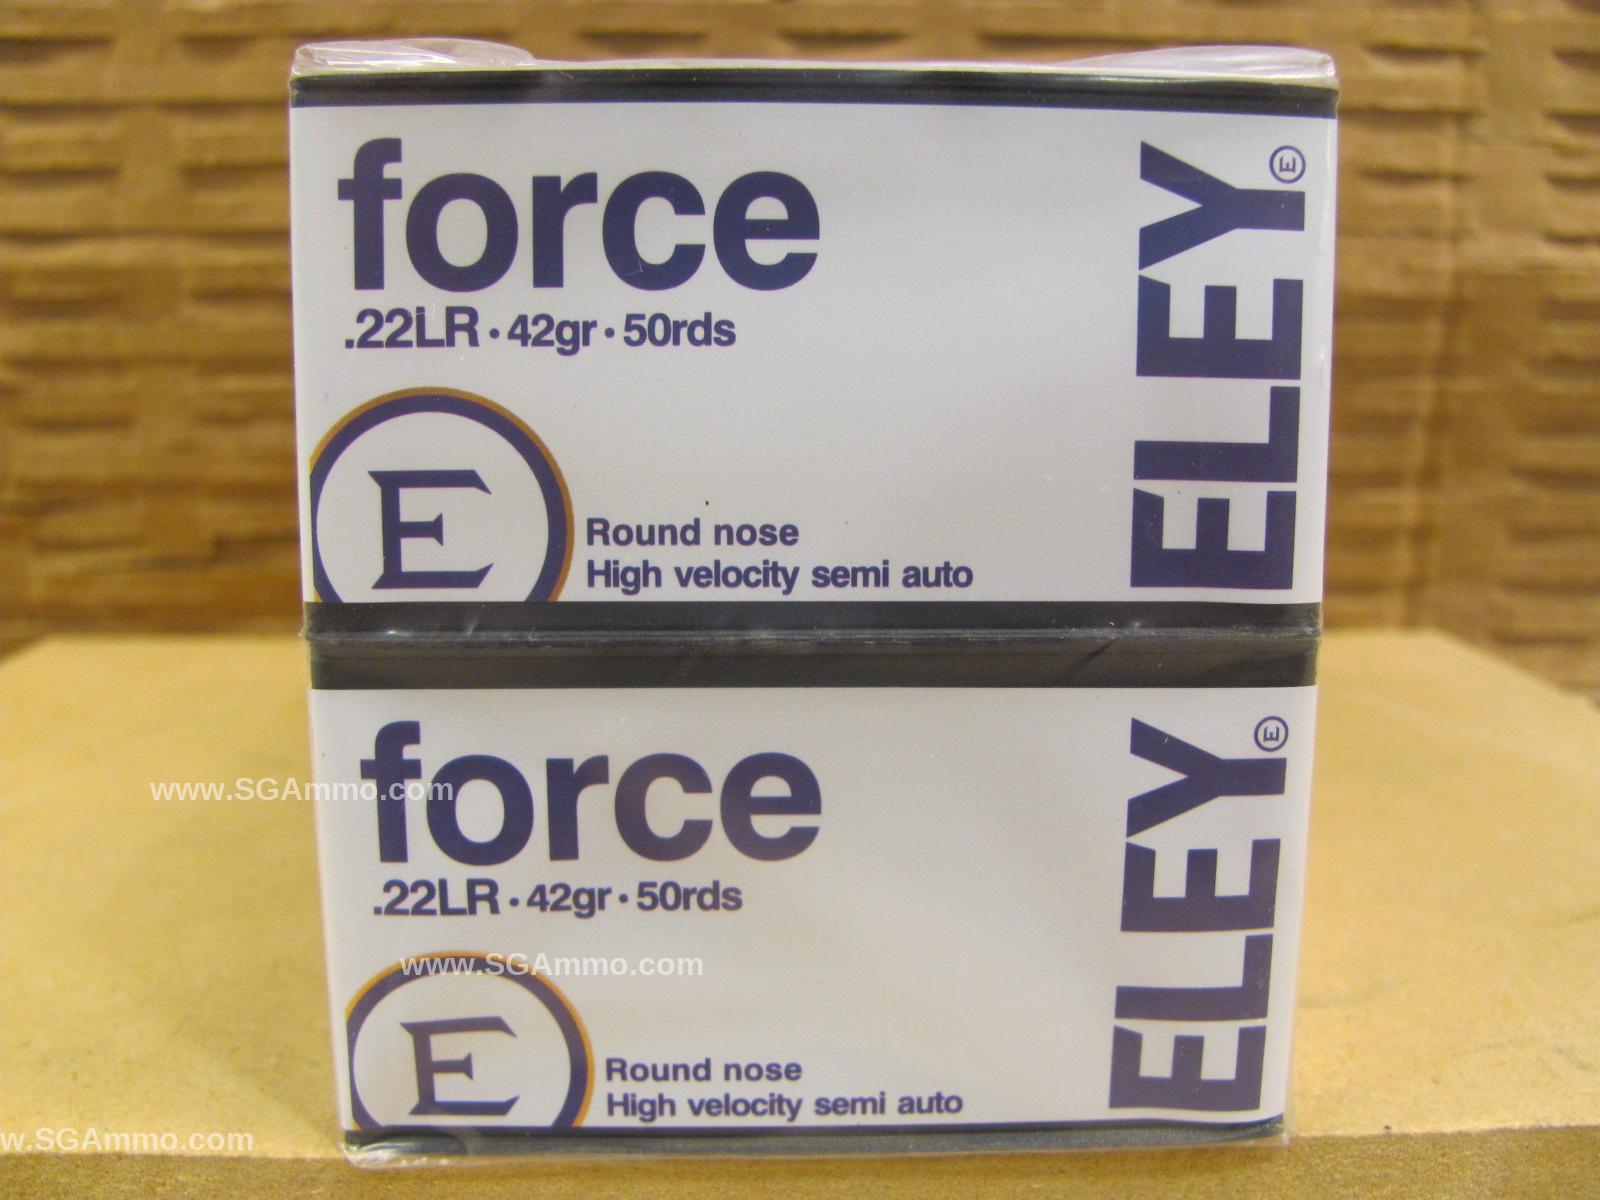 force
.22LR • 42gr • 50rds
E
Round nose
High velocity semi auto
ELEY
E
force
.22LR • 42gr • 50rds
E
Round nose
High velocity semi auto
ELEY
E
www.SGAmmo.com
www.SGAmmo.com
w.SGAmmo.com